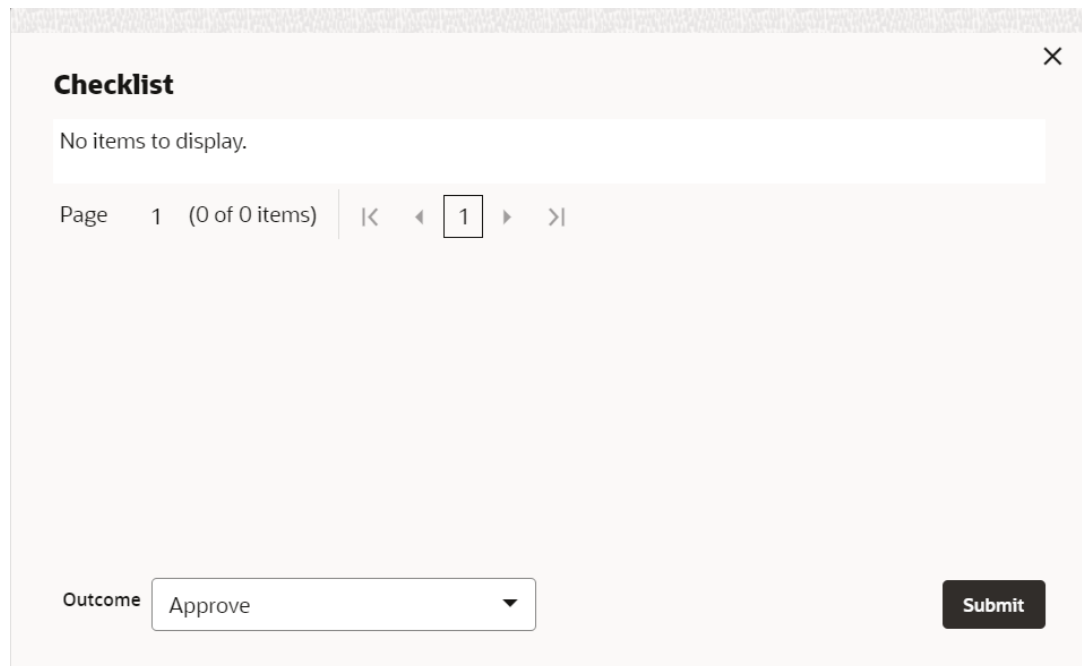 Checklist
No items to display.
Page 1 (0 of 0 items) 1
Outcome Approve Submit